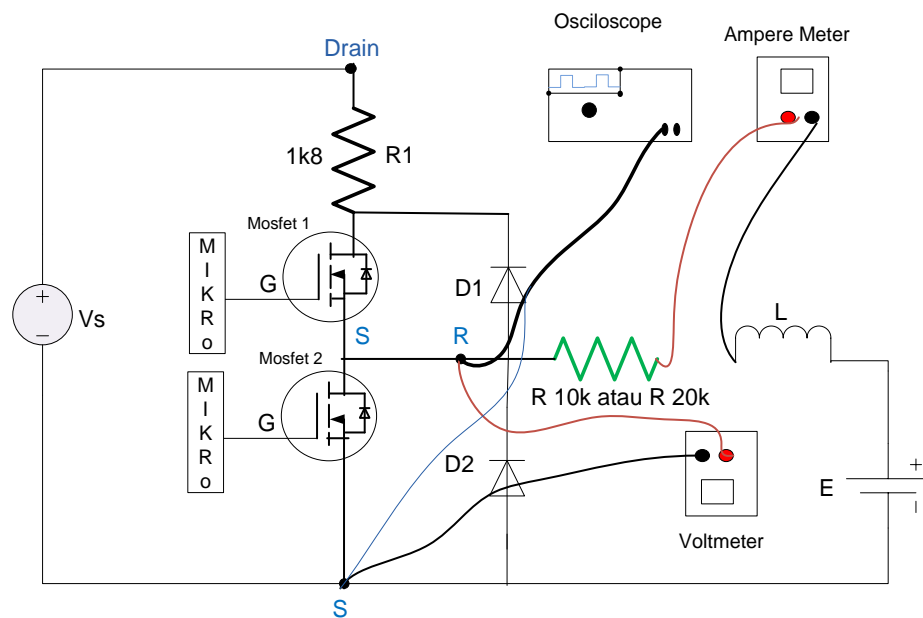 Osciloscope
Ampere Meter
Drain
1k8
R1
Mosfet 1
M
I
K
R
o
G
+
−
Vs
S
R
D1
L
Mosfet 2
M
I
K
R
o
G
R 10k atau R 20k
D2
E
+
−
Voltmeter
S